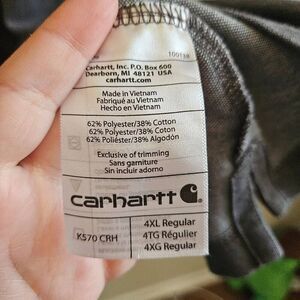 Carhartt, Inc. P.O. Box 600
Dearborn, MI 48121 USA
carhartt.com
Made in Vietnam
Fabriqué au Vietnam
Hecho en Vietnam
62% Polyester/38% Cotton
62% Polyester/38% Coton
62% Poliéster/38% Algodón
Exclusive of trimming
Sans garniture
Sin incluir adorno
carhartt
K570 CRH
4XL Regular
4TG Régulier
4XG Regular